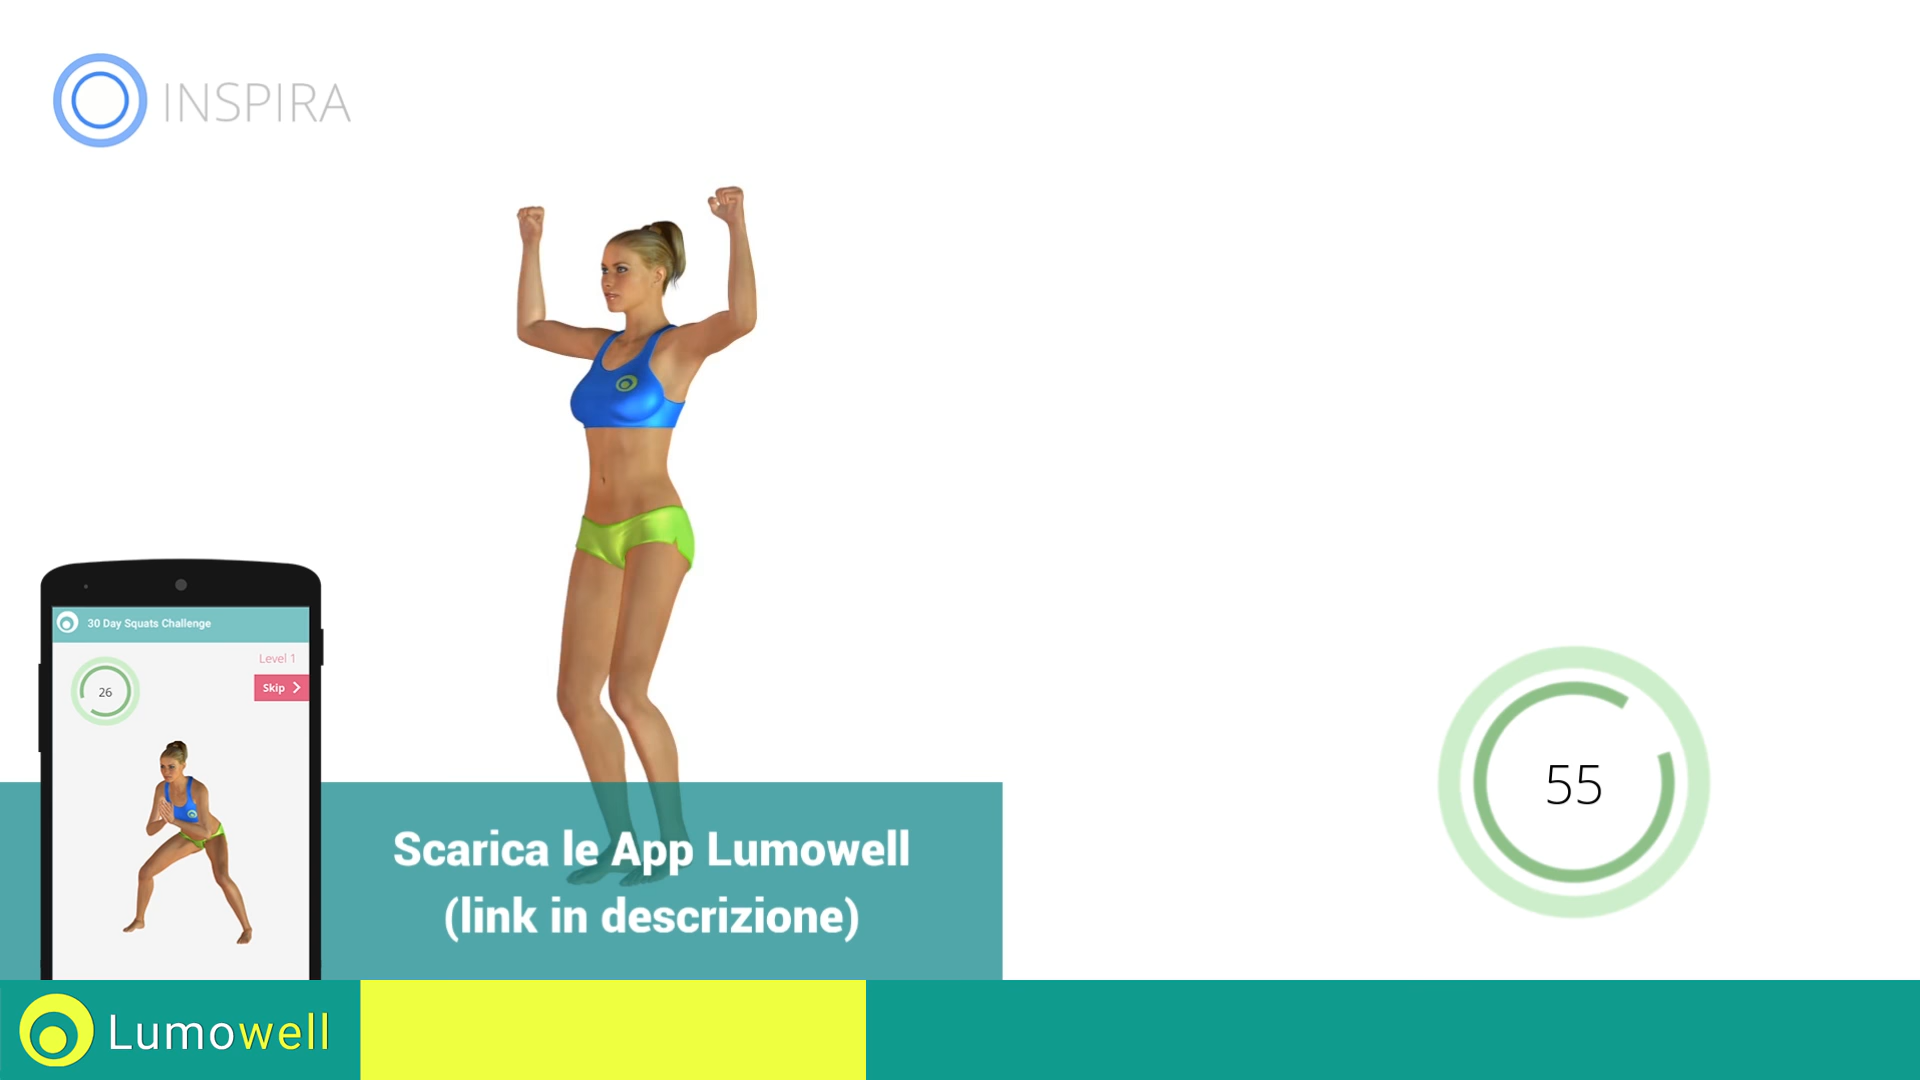 INSPIRA
30 Day Squats Challenge
Level 1
Skip
26
55
Scarica le App Lumowell
(link in descrizione)
Lumowell